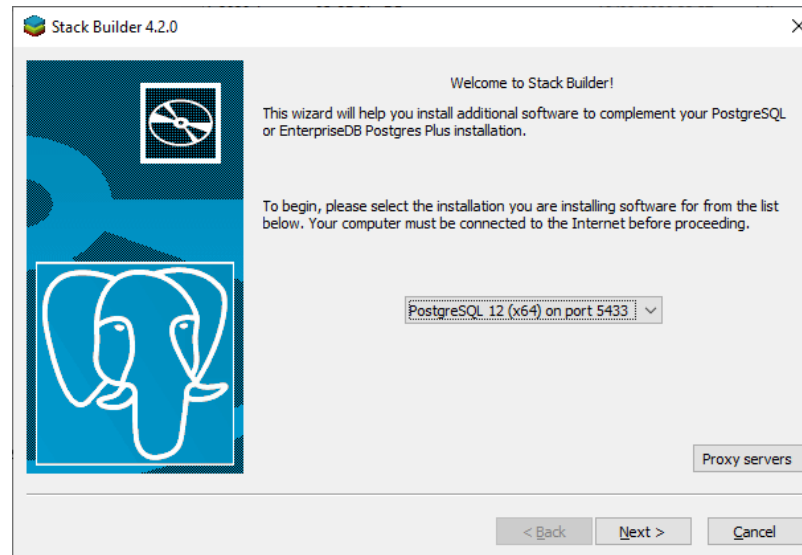 Stack Builder 4.2.0
Welcome to Stack Builder!
This wizard will help you install additional software to complement your PostgreSQL
or EnterpriseDB Postgres Plus installation.
To begin, please select the installation you are installing software for from the list
below. Your computer must be connected to the Internet before proceeding.
PostgreSQL 12 (x64) on port 5433
Proxy servers
< Back
Next >
Cancel